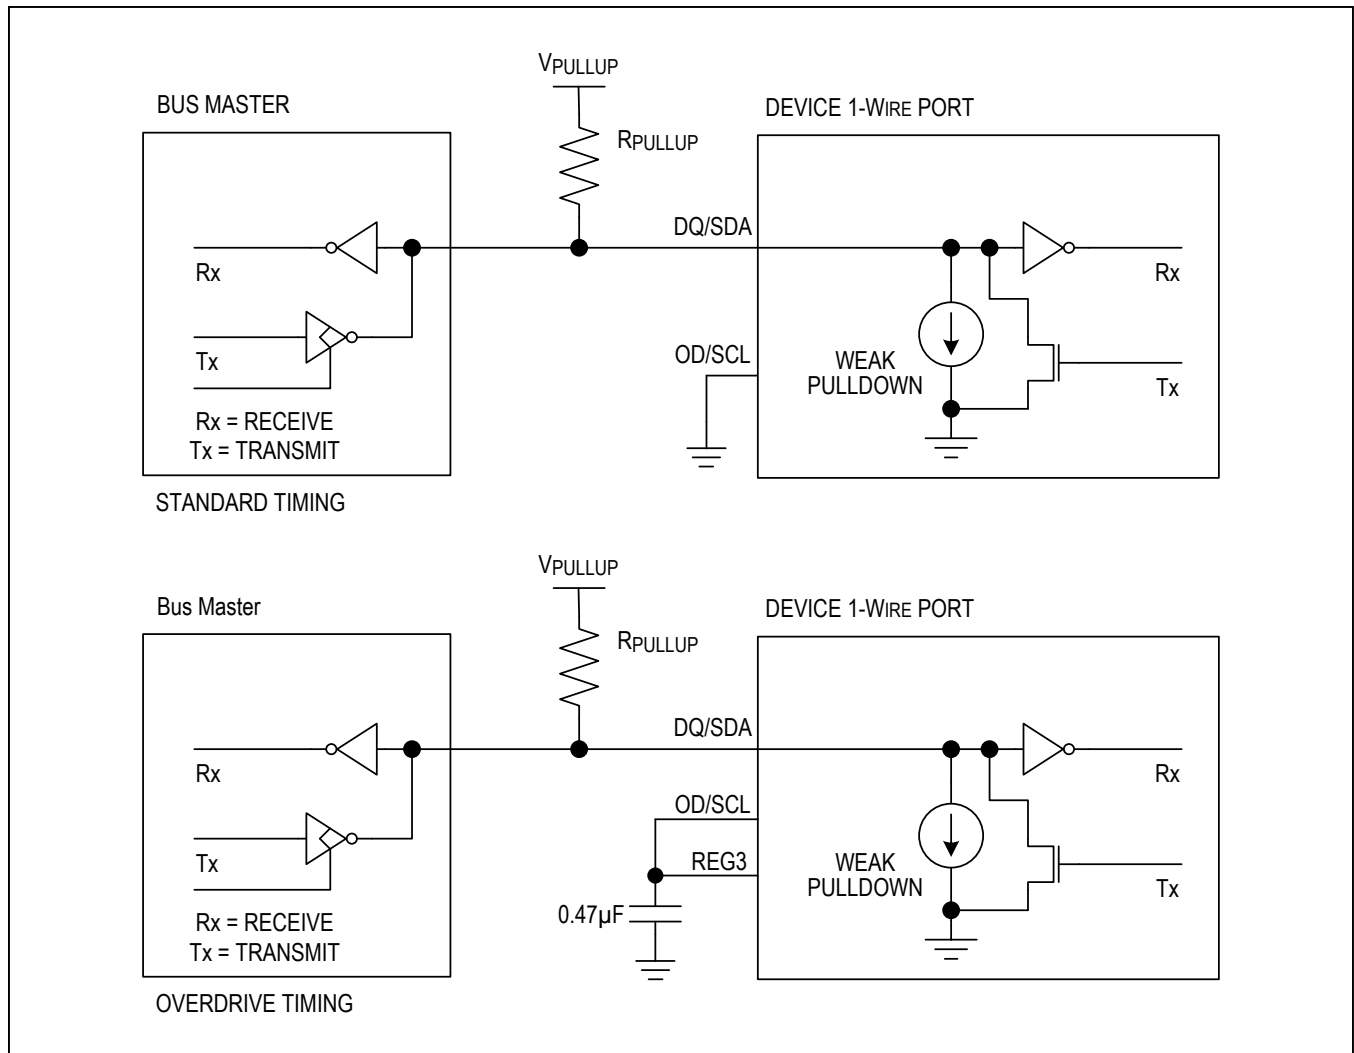 VPULLUP
BUS MASTER
DEVICE 1-WIRE PORT
RPULLUP
DQ/SDA
Rx
Rx
Tx
OD/SCL
WEAK
PULLDOWN
Tx
Rx = RECEIVE
Tx = TRANSMIT
STANDARD TIMING
VPULLUP
Bus Master
DEVICE 1-WIRE PORT
RPULLUP
DQ/SDA
Rx
Rx
OD/SCL
Tx
REG3
WEAK
PULLDOWN
Tx
0.47µF
Rx = RECEIVE
Tx = TRANSMIT
OVERDRIVE TIMING